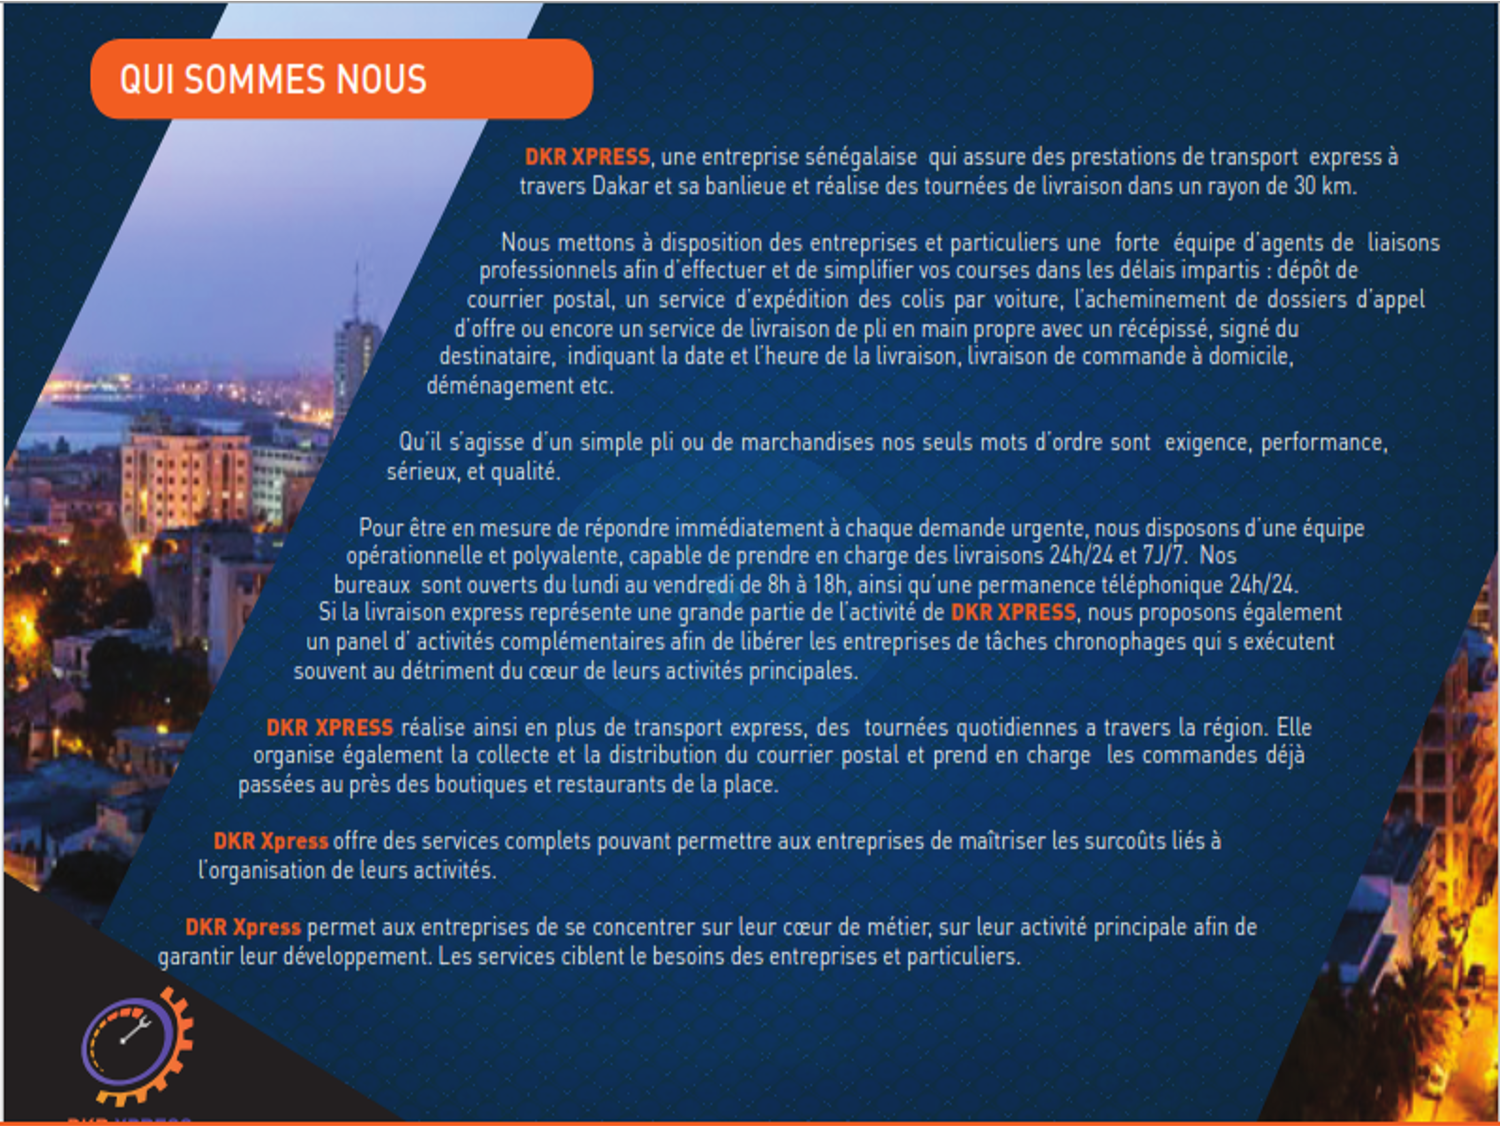 QUI SOMMES NOUS
DKR XPRESS, une entreprise sénégalaise qui assure des prestations de transport express à
travers Dakar et sa banlieue et réalise des tournées de livraison dans un rayon de 30 km.
Nous mettons à disposition des entreprises et particuliers une forte équipe d'agents de liaisons
professionnels afin d'effectuer et de simplifier vos courses dans les délais impartis : dépôt de
courrier postal, un service d'expédition des colis par voiture, l'acheminement de dossiers d'appel
d'offre ou encore un service de livraison de pli en main propre avec un récépissé, signé du
destinataire, indiquant la date et l'heure de la livraison, livraison de commande à domicile,
déménagement etc.
Qu'il s'agisse d'un simple pli ou de marchandises nos seuls mots d'ordre sont exigence, performance,
sérieux, et qualité.
Pour être en mesure de répondre immédiatement à chaque demande urgente, nous disposons d'une équipe
opérationnelle et polyvalente, capable de prendre en charge des livraisons 24h/24 et 7J/7. Nos
bureaux sont ouverts du lundi au vendredi de 8h à 18h, ainsi qu'une permanence téléphonique 24h/24.
Si la livraison express représente une grande partie de l'activité de DKR XPRESS, nous proposons également
un panel d' activités complémentaires afin de libérer les entreprises de tâches chronophages qui s exécutent
souvent au détriment du cœur de leurs activités principales.
DKR XPRESS réalise ainsi en plus de transport express, des tournées quotidiennes a travers la région. Elle
organise également la collecte et la distribution du courrier postal et prend en charge les commandes déjà
passées au près des boutiques et restaurants de la place.
DKR Xpress offre des services complets pouvant permettre aux entreprises de maîtriser les surcoûts liés à
l'organisation de leurs activités.
DKR Xpress permet aux entreprises de se concentrer sur leur cœur de métier, sur leur activité principale afin de
garantir leur développement. Les services ciblent le besoins des entreprises et particuliers.
DKR XPRESS